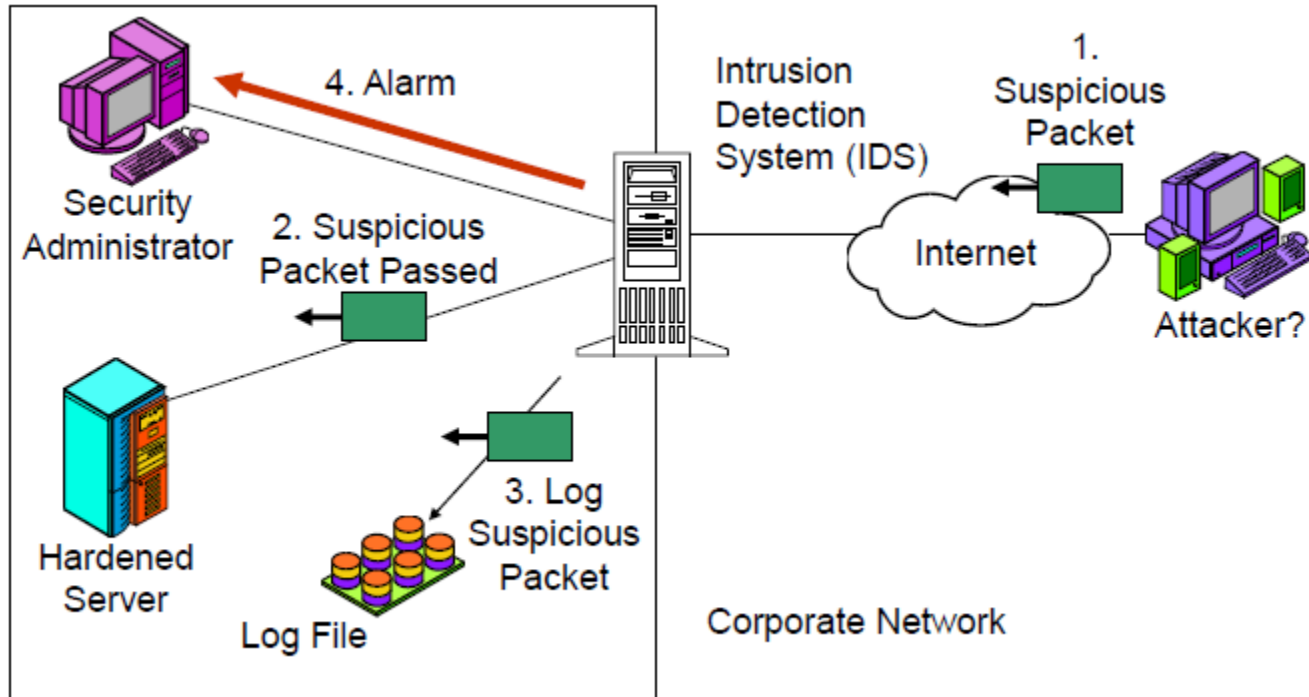 1.
Suspicious
Packet
Intrusion
Detection
System (IDS)
4. Alarm
Security
Administrator
2. Suspicious
Packet Passed
Internet
Attacker?
3. Log
Suspicious
Packet
Hardened
Server
Log File
Corporate Network